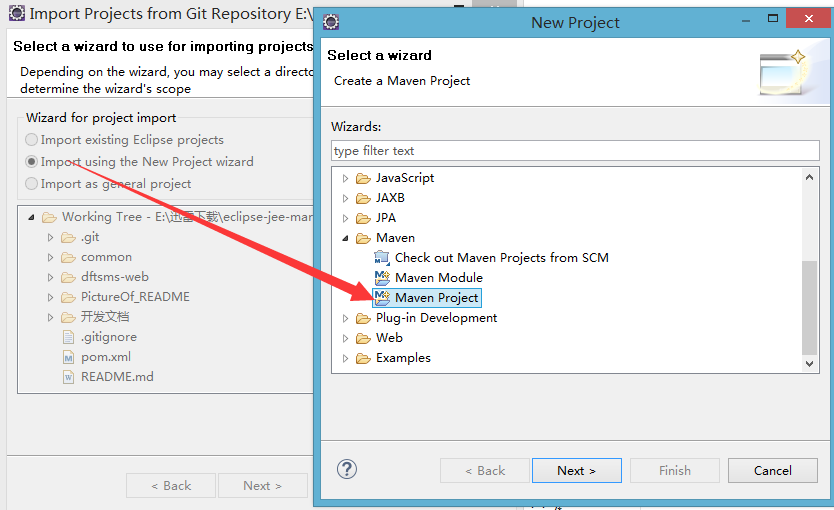 Import Projects from Git Repository E:\
Select a wizard to use for importing projects
Depending on the wizard, you may select a directo
determine the wizard's scope
Wizard for project import
Import existing Eclipse projects
Import using the New Project wizard
Import as general project
Working Tree - E:\迅雷下载\eclipse-jee-mar
.git
common
dftsms-web
PictureOf_README
开发文档
.gitignore
pom.xml
README.md
< Back
Next >
New Project
Select a wizard
Create a Maven Project
Wizards:
type filter text
JavaScript
JAXB
JPA
Maven
Check out Maven Projects from SCM
Maven Module
Maven Project
Plug-in Development
Web
Examples
< Back
Next >
Finish
Cancel